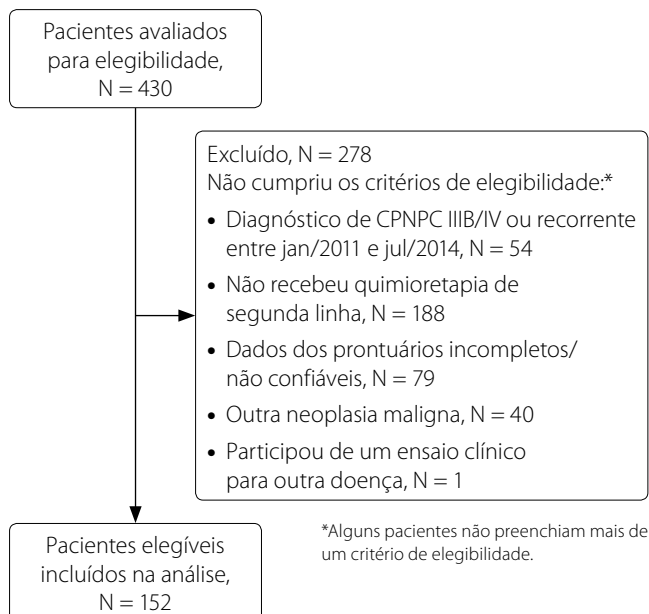 Pacientes avaliados
para elegibilidade,
N = 430
Excluído, N = 278
Não cumpriu os critérios de elegibilidade:*
• Diagnóstico de CPNPC IIIB/IV ou recorrente
entre jan/2011 e jul/2014, N = 54
• Não recebeu quimioretapia de
segunda linha, N = 188
• Dados dos prontuários incompletos/
não confiáveis, N = 79
• Outra neoplasia maligna, N = 40
• Participou de um ensaio clínico
para outra doença, N = 1
*Alguns pacientes não preenchiam mais de
um critério de elegibilidade.
Pacientes elegíveis
incluídos na análise,
N = 152